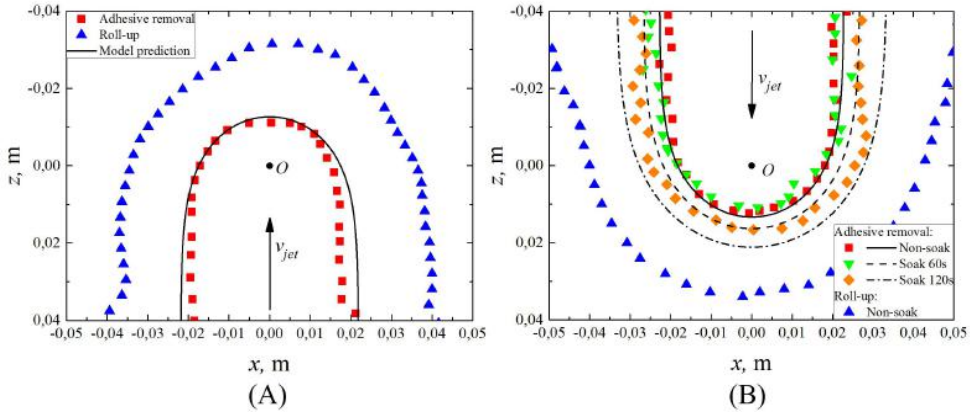 Adhesive removal
Roll-up
Model prediction
-0,04
-0,02
0,00
0,02
0,04
z, m
O
v_jet
-0,05 -0,04 -0,03 -0,02 -0,01 0,00 0,01 0,02 0,03 0,04 0,05
x, m
(A)
-0,04
-0,02
0,00
0,02
0,04
z, m
v_jet
O
Adhesive removal:
Non-soak
Soak 60s
Soak 120s
Roll-up:
Non-soak
-0,05 -0,04 -0,03 -0,02 -0,01 0,00 0,01 0,02 0,03 0,04 0,05
x, m
(B)